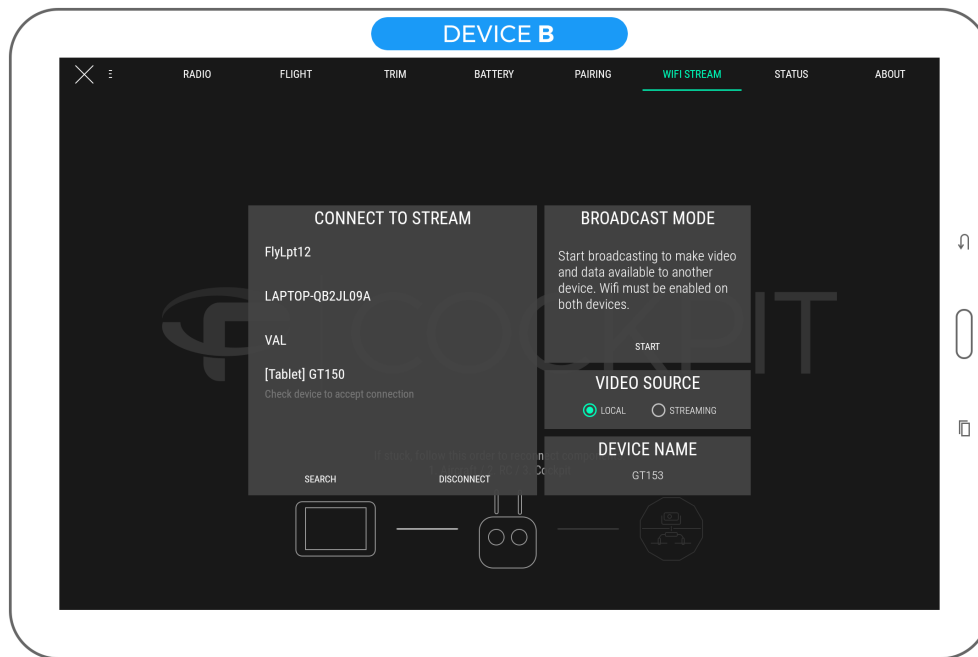 DEVICE B
RADIO FLIGHT TRIM BATTERY PAIRING WIFI STREAM STATUS ABOUT
CONNECT TO STREAM
FlyLpt12
LAPTOP-QB2JL09A
VAL
[Tablet] GT150
Check device to accept connection
SEARCH DISCONNECT
BROADCAST MODE
Start broadcasting to make video
and data available to another
device. Wifi must be enabled on
both devices.
START
VIDEO SOURCE
LOCAL STREAMING
DEVICE NAME
GT153
COCKPIT